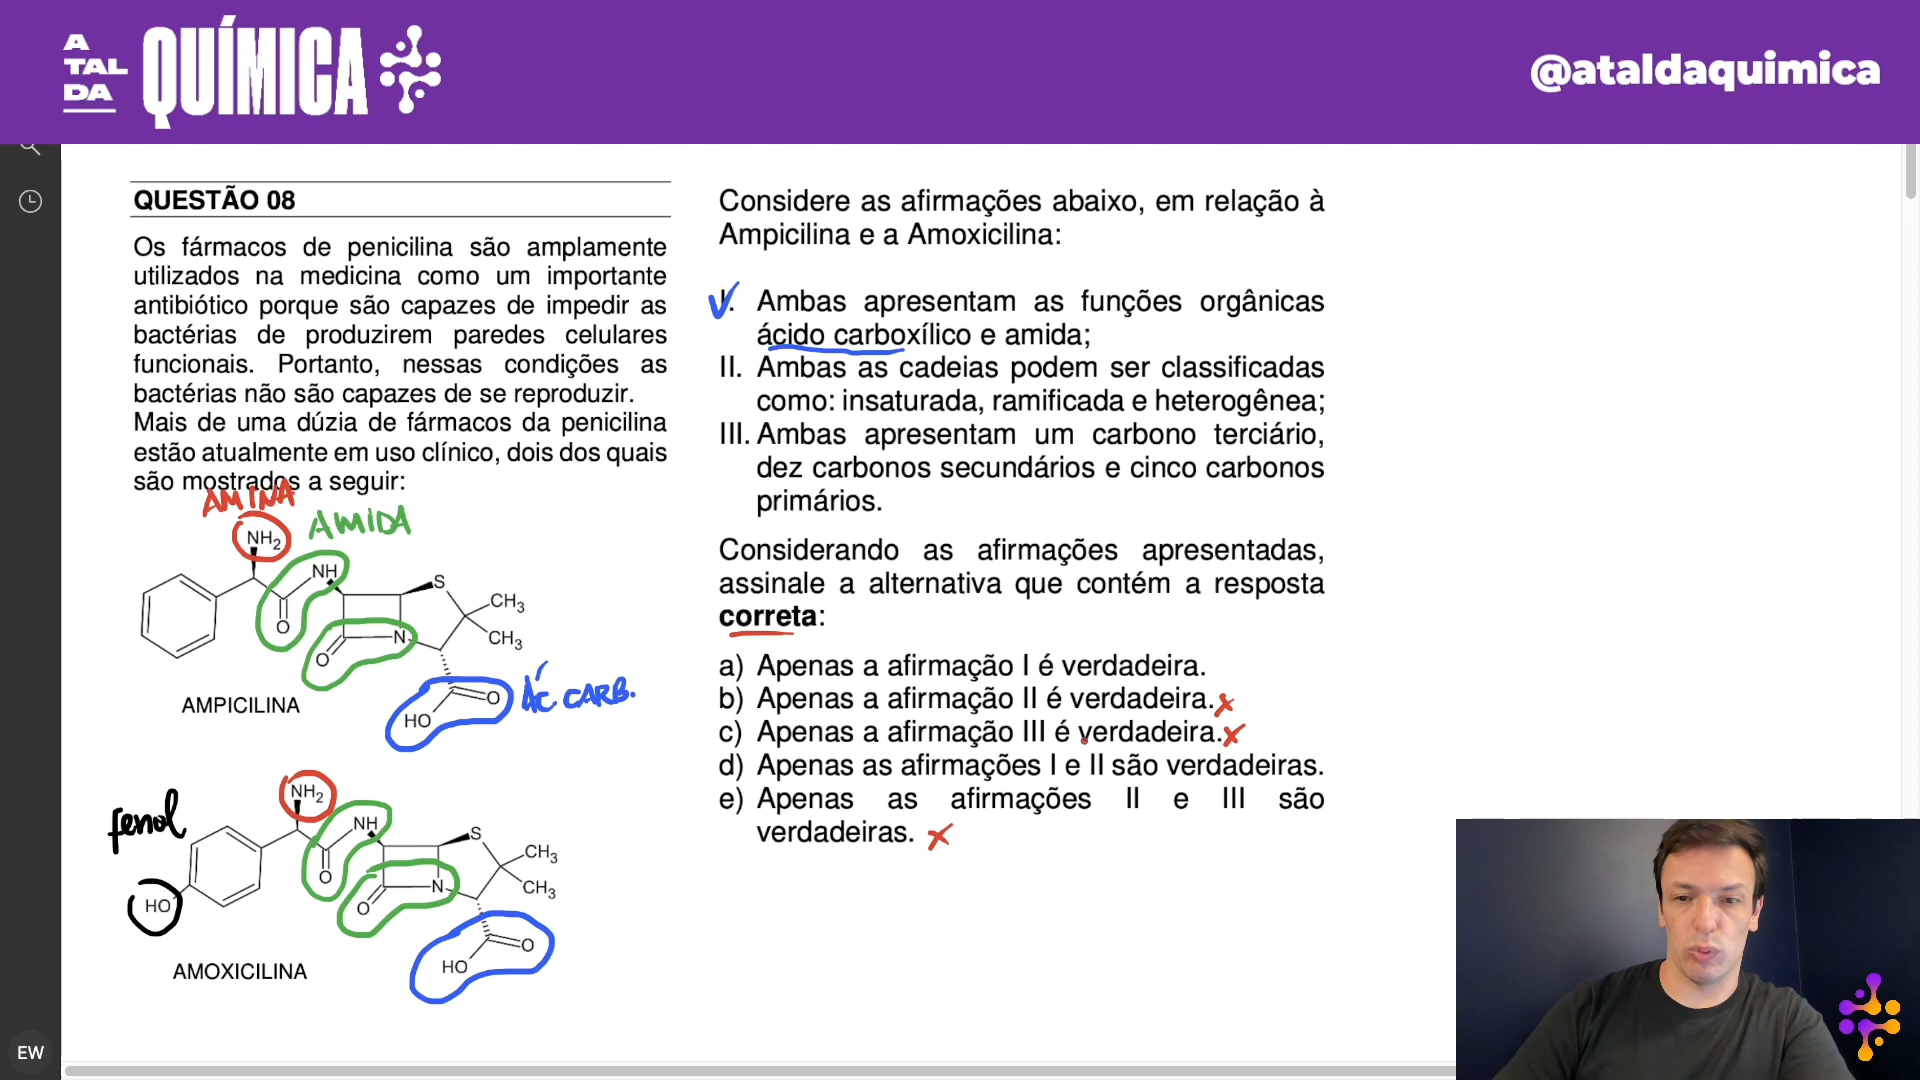 A
TAL
DA
QUÍMICA
@ataldaquimica
QUESTÃO 08
Os fármacos de penicilina são amplamente
utilizados na medicina como um importante
antibiótico porque são capazes de impedir as
bactérias de produzirem paredes celulares
funcionais. Portanto, nessas condições as
bactérias não são capazes de se reproduzir.
Mais de uma dúzia de fármacos da penicilina
estão atualmente em uso clínico, dois dos quais
são mostrados a seguir:
AMINA
AMIDA
NH2
NH
S
CH3
O
N
CH3
O
O
HO
ÁC. CARB.
AMPICILINA
fenol
NH2
NH
S
CH3
O
N
CH3
HO
O
O
HO
AMOXICILINA
Considere as afirmações abaixo, em relação à
Ampicilina e a Amoxicilina:
I. Ambas apresentam as funções orgânicas
ácido carboxílico e amida;
II. Ambas as cadeias podem ser classificadas
como: insaturada, ramificada e heterogênea;
III. Ambas apresentam um carbono terciário,
dez carbonos secundários e cinco carbonos
primários.
Considerando as afirmações apresentadas,
assinale a alternativa que contém a resposta
correta:
a) Apenas a afirmação I é verdadeira.
b) Apenas a afirmação II é verdadeira.
c) Apenas a afirmação III é verdadeira.
d) Apenas as afirmações I e II são verdadeiras.
e) Apenas as afirmações II e III são
verdadeiras.
EW